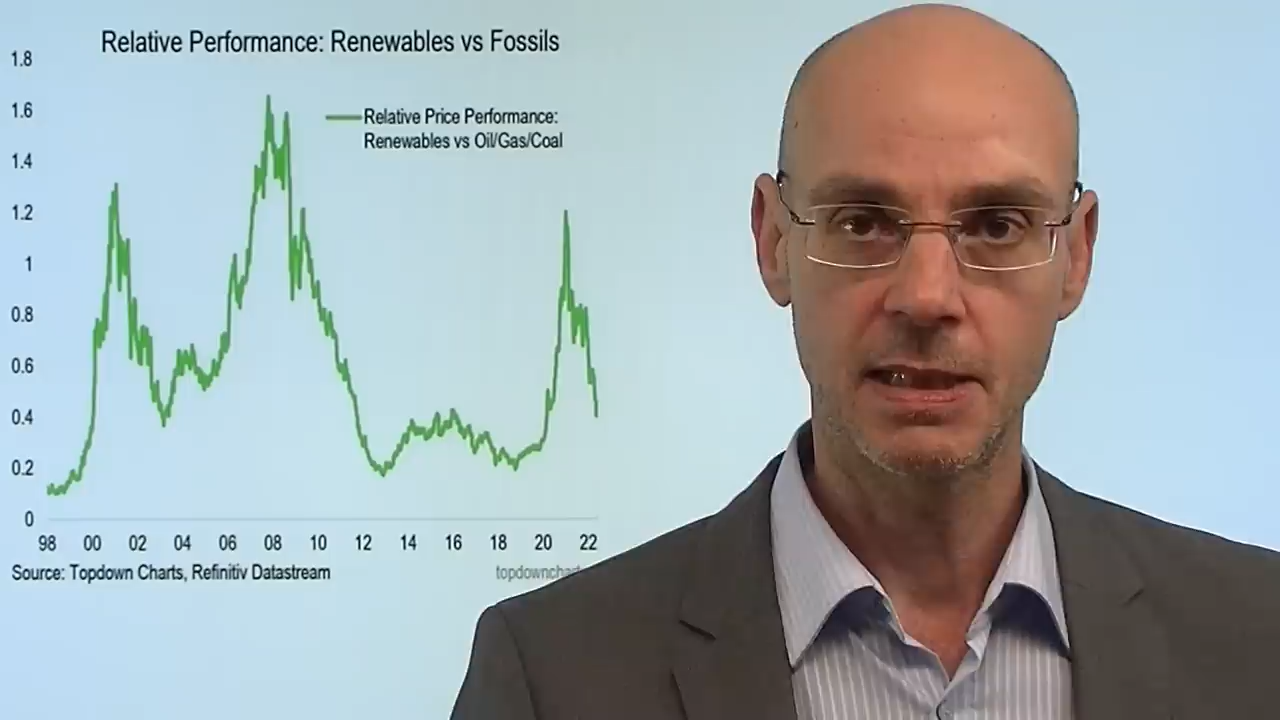 Relative Performance: Renewables vs Fossils
1.8
1.6
1.4
1.2
1
0.8
0.6
0.4
0.2
0
Relative Price Performance:
Renewables vs Oil/Gas/Coal
98 00 02 04 06 08 10 12 14 16 18 20 22
Source: Topdown Charts, Refinitiv Datastream